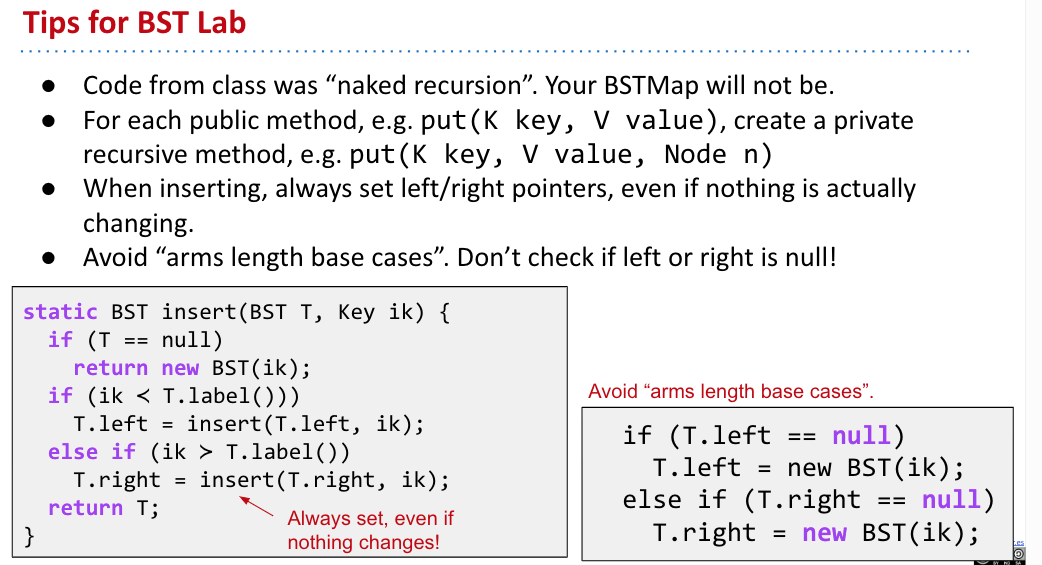 Tips for BST Lab
● Code from class was “naked recursion”. Your BSTMap will not be.
● For each public method, e.g. put(K key, V value), create a private
recursive method, e.g. put(K key, V value, Node n)
● When inserting, always set left/right pointers, even if nothing is actually
changing.
● Avoid “arms length base cases”. Don’t check if left or right is null!
static BST insert(BST T, Key ik) {
  if (T == null)
    return new BST(ik);
  if (ik ≺ T.label()))
    T.left = insert(T.left, ik);
  else if (ik ≻ T.label())
    T.right = insert(T.right, ik);
  return T;
}
Always set, even if
nothing changes!
Avoid “arms length base cases”.
if (T.left == null)
  T.left = new BST(ik);
else if (T.right == null)
  T.right = new BST(ik);